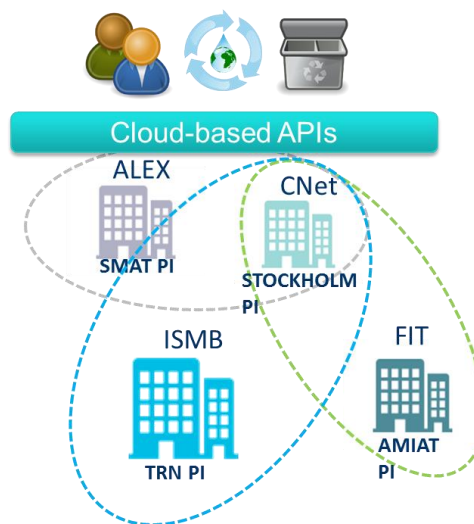 Cloud-based APIs
ALEX
CNet
SMAT PI
STOCKHOLM
PI
ISMB
FIT
TRN PI
AMIAT
PI